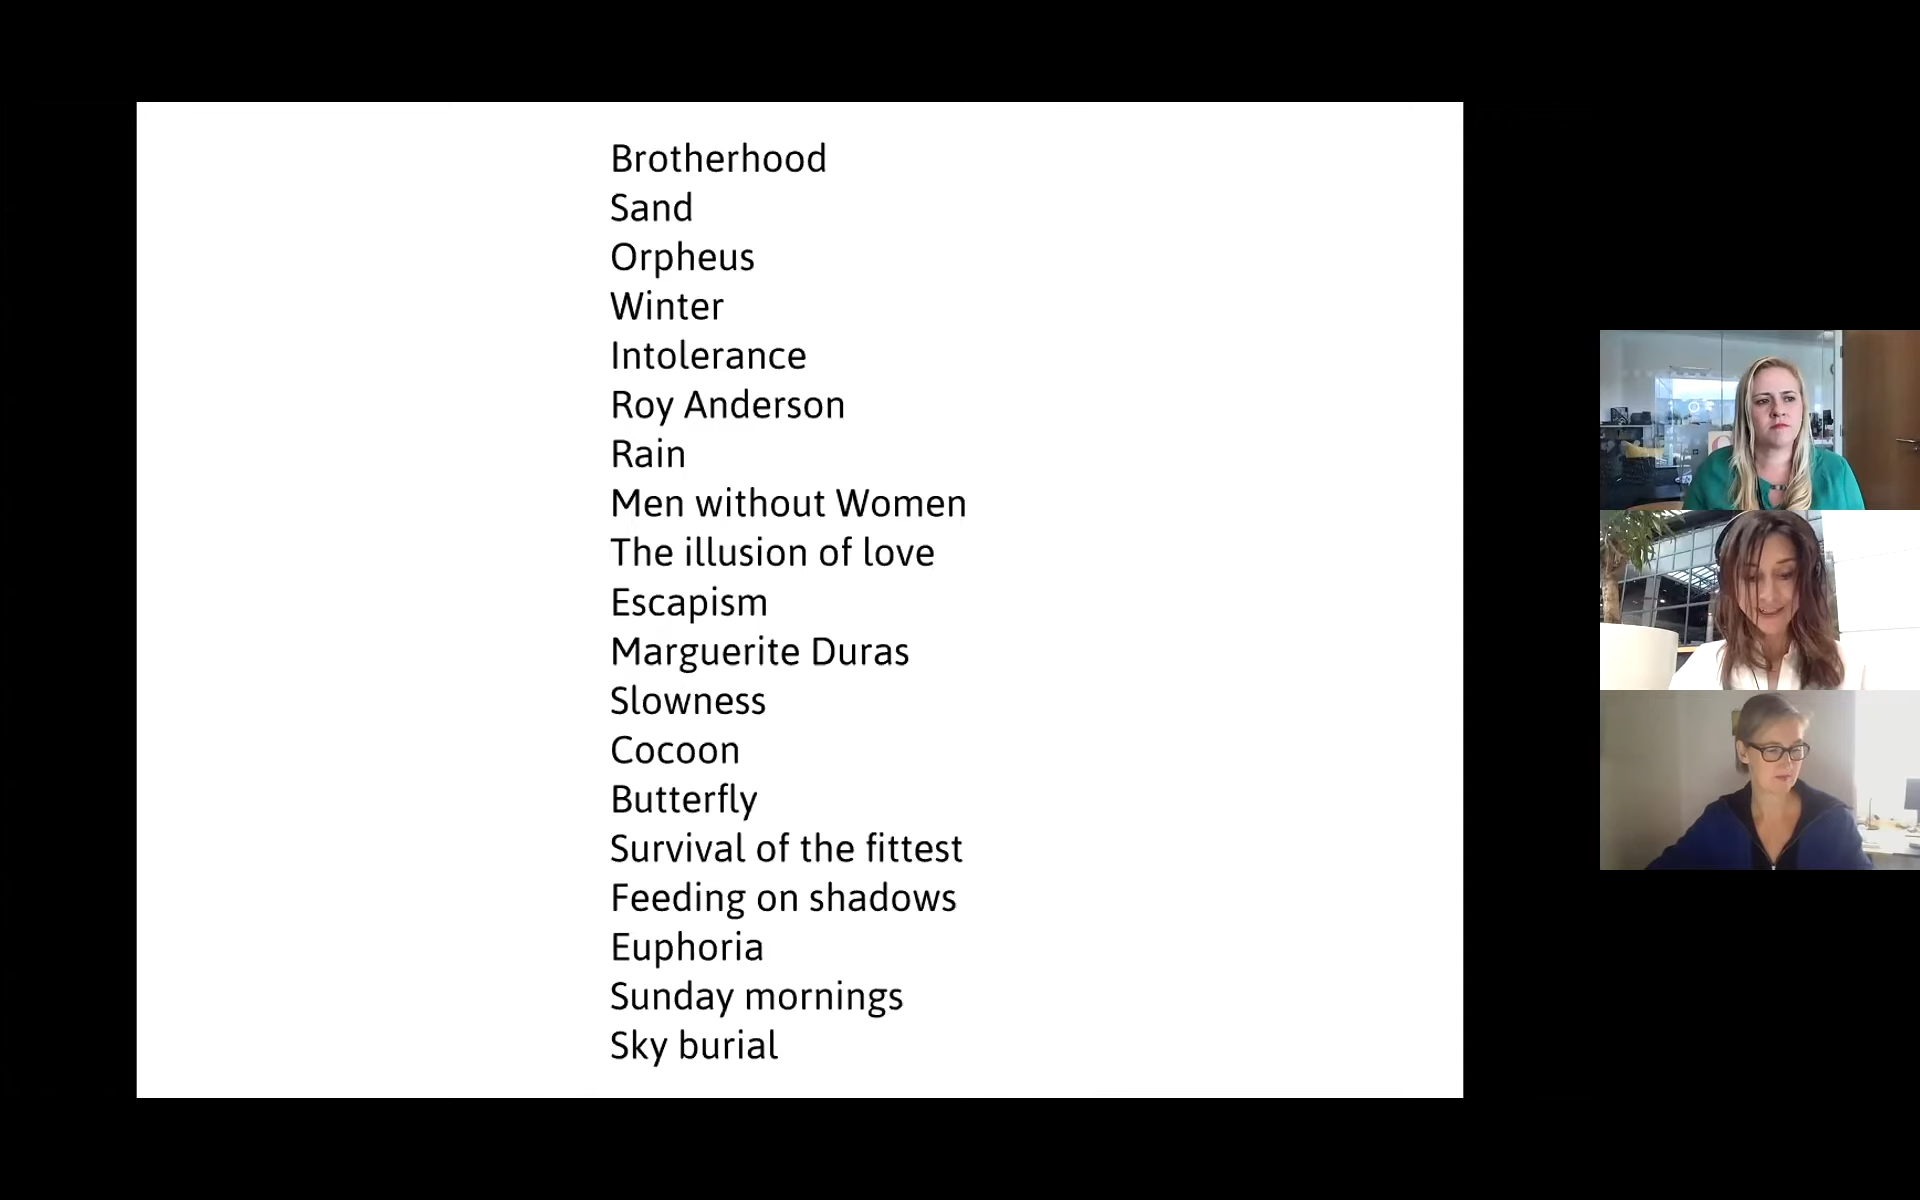 Brotherhood
Sand
Orpheus
Winter
Intolerance
Roy Anderson
Rain
Men without Women
The illusion of love
Escapism
Marguerite Duras
Slowness
Cocoon
Butterfly
Survival of the fittest
Feeding on shadows
Euphoria
Sunday mornings
Sky burial